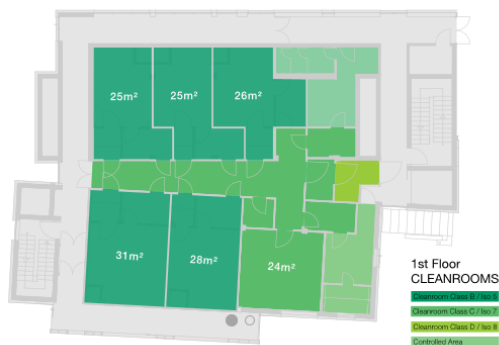 25m²
25m²
26m²
31m²
28m²
24m²
1st Floor
CLEANROOMS
Cleanroom Class B / Iso 5
Cleanroom Class C / Iso 7
Cleanroom Class D / Iso 8
Controlled Area